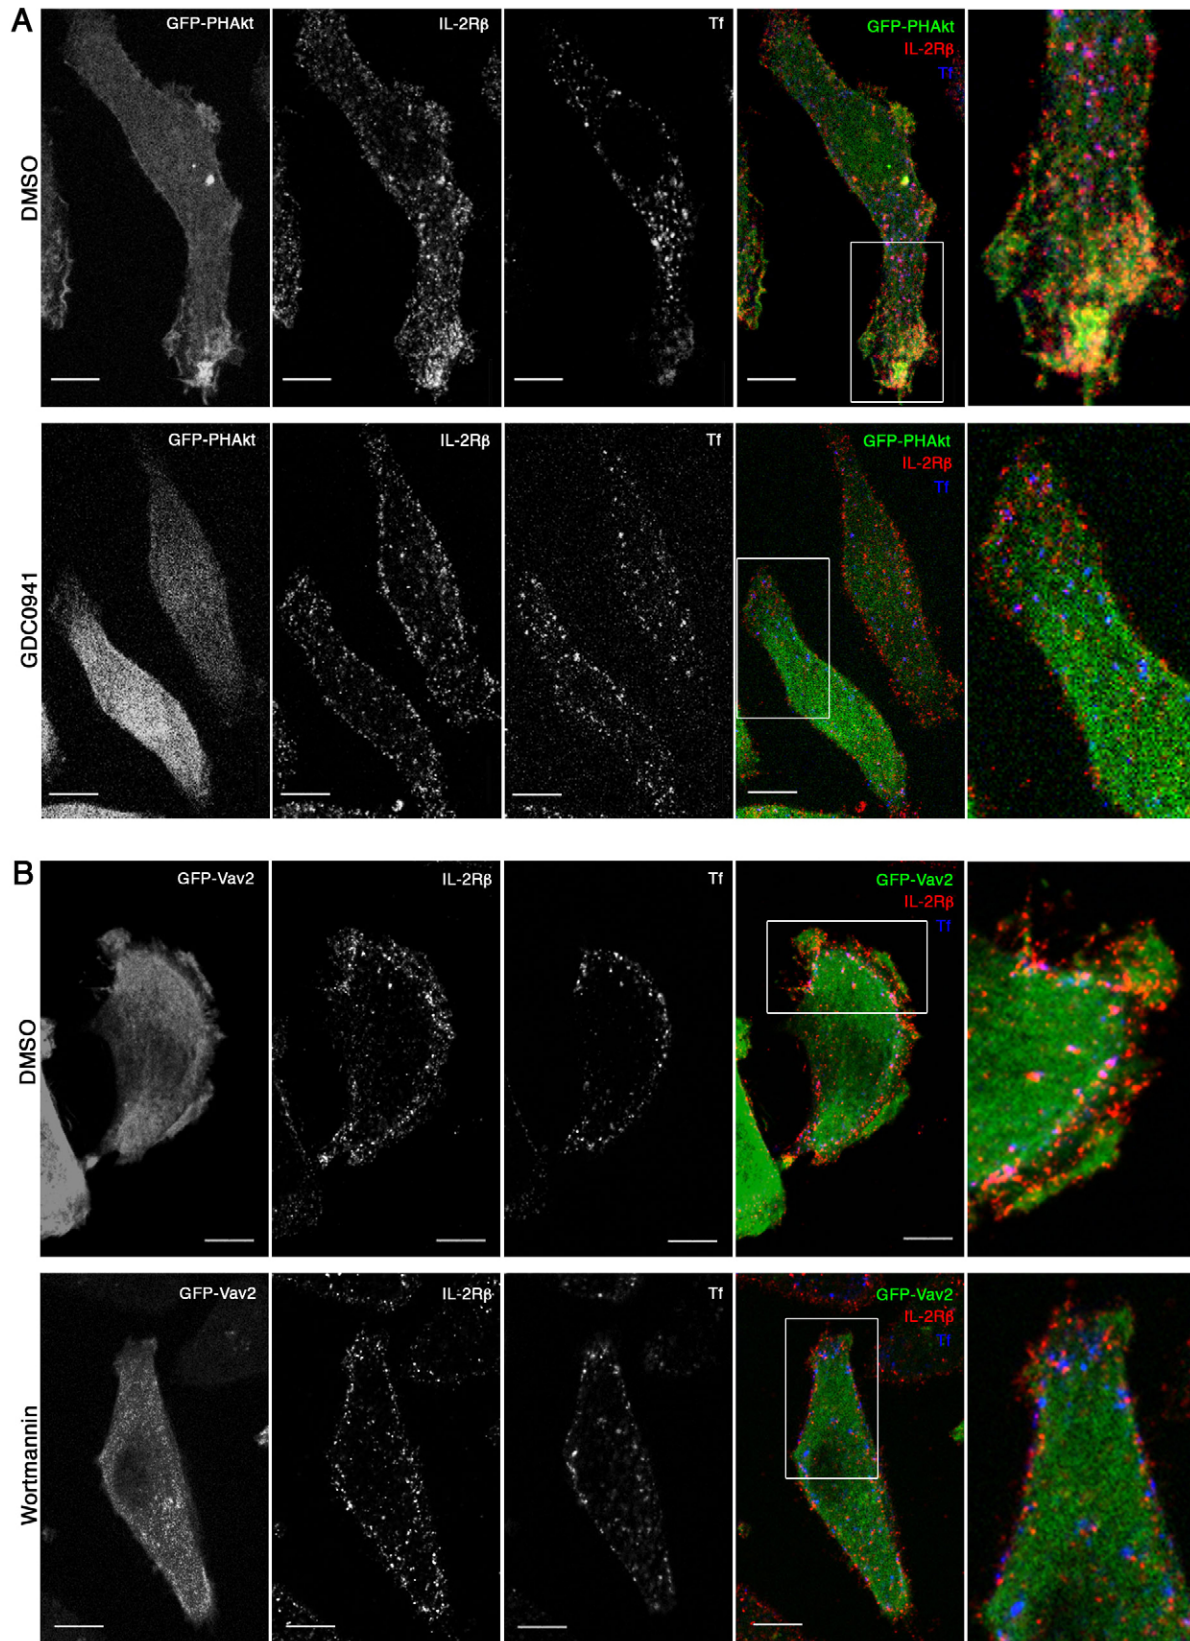 A
DMSO
GFP-PHAkt
IL-2Rβ
Tf
GFP-PHAkt
IL-2Rβ
Tf
GDC0941
GFP-PHAkt
IL-2Rβ
Tf
GFP-PHAkt
IL-2Rβ
Tf
B
DMSO
GFP-Vav2
IL-2Rβ
Tf
GFP-Vav2
IL-2Rβ
Tf
Wortmannin
GFP-Vav2
IL-2Rβ
Tf
GFP-Vav2
IL-2Rβ
Tf